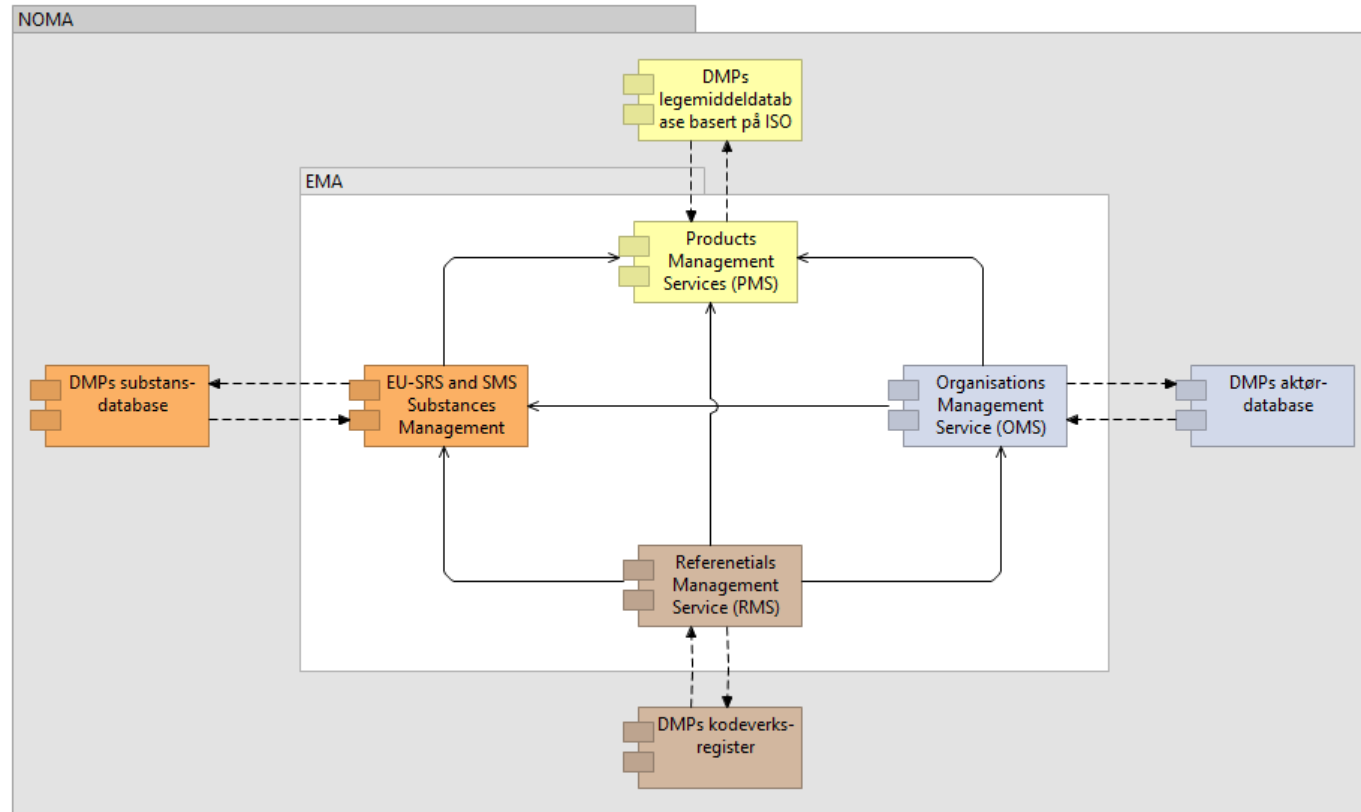 NOMA
DMPs
legemiddeldatab
ase basert på ISO
EMA
Products
Management
Services (PMS)
DMPs substans-
database
EU-SRS and SMS
Substances
Management
Organisations
Management
Service (OMS)
DMPs aktør-
database
Referenetials
Management
Service (RMS)
DMPs kodeverks-
register